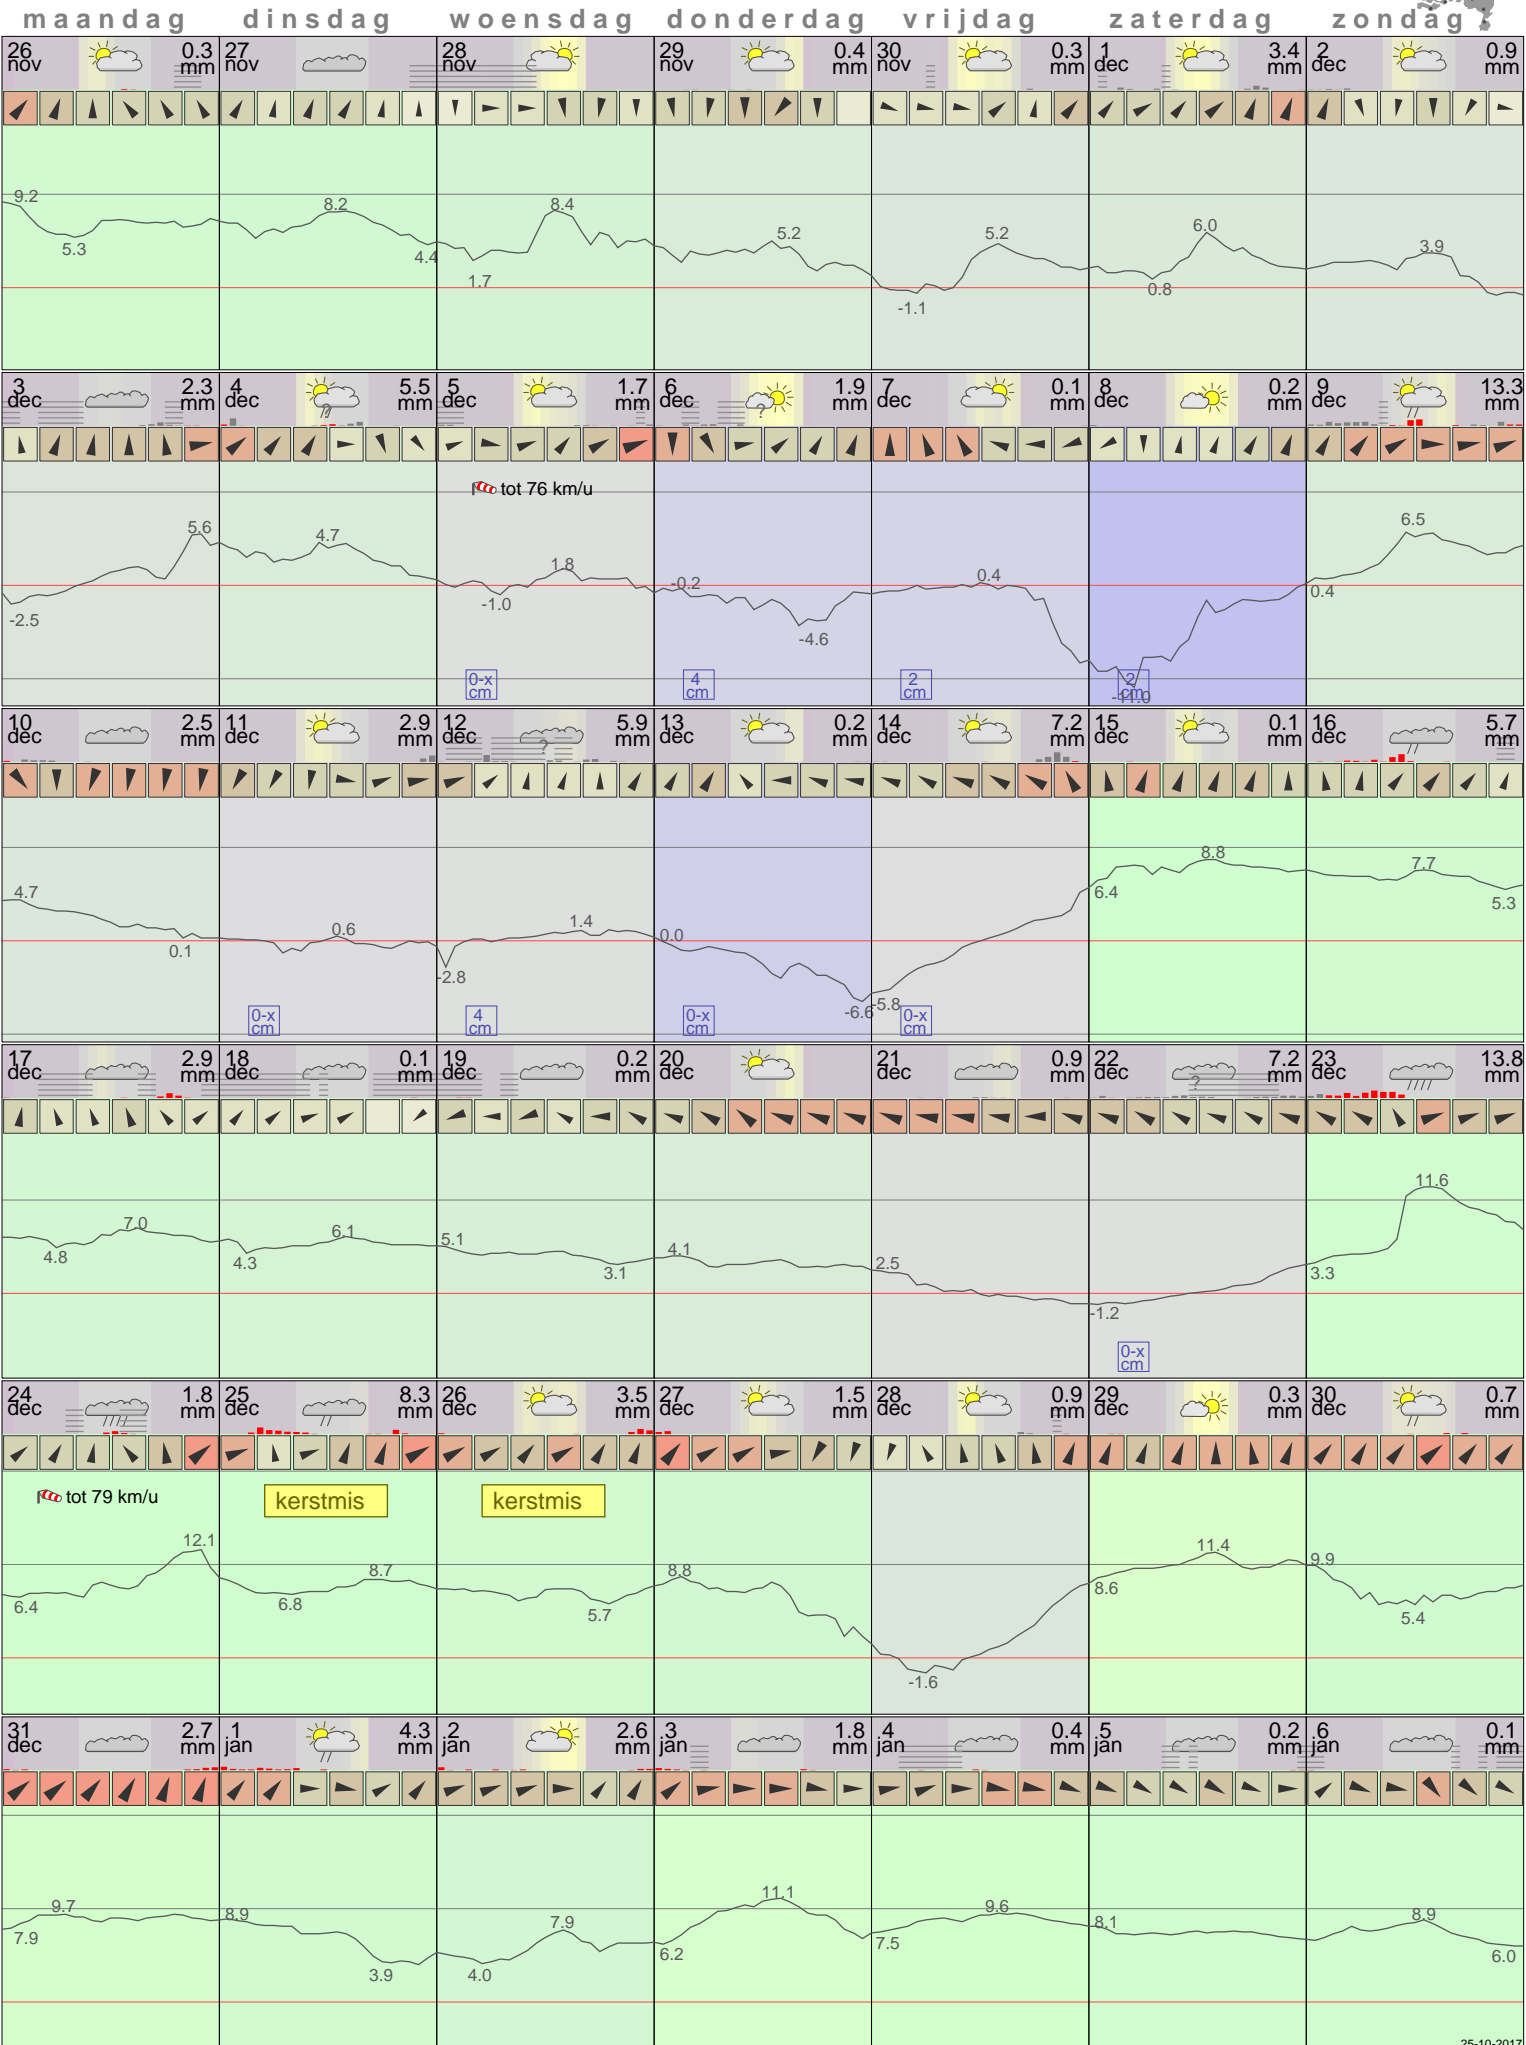 maandag dinsdag woensdag donderdag vrijdag zaterdag zondag
26 nov 0.3 mm
9.2 5.3
27 nov
8.2 4.4
28 nov
1.7 8.4
29 nov 0.4 mm
5.2
30 nov 0.3 mm
-1.1 5.2
1 dec 3.4 mm
0.8 6.0
2 dec 0.9 mm
3.9
3 dec 2.3 mm
-2.5 5.6
4 dec 5.5 mm
?
4.7
5 dec 1.7 mm
tot 76 km/u
-1.0 1.8
0-x cm
6 dec 1.9 mm
?
-0.2 -4.6
4 cm
7 dec 0.1 mm
0.4
2 cm
8 dec 0.2 mm
-11.0
2 cm
9 dec 13.3 mm
0.4 6.5
10 dec 2.5 mm
4.7 0.1
11 dec 2.9 mm
0.6
0-x cm
12 dec 5.9 mm
?
-2.8 1.4
4 cm
13 dec 0.2 mm
0.0 -6.6
0-x cm
14 dec 7.2 mm
-5.8
0-x cm
15 dec 0.1 mm
6.4 8.8
16 dec 5.7 mm
7.7 5.3
17 dec 2.9 mm
4.8 7.0
18 dec 0.1 mm
4.3 6.1
19 dec 0.2 mm
5.1 3.1
20 dec
4.1
21 dec 0.9 mm
2.5
22 dec 7.2 mm
?
-1.2
0-x cm
23 dec 13.8 mm
3.3 11.6
24 dec 1.8 mm
tot 79 km/u
6.4 12.1
25 dec 8.3 mm
kerstmis
6.8 8.7
26 dec 3.5 mm
kerstmis
5.7
27 dec 1.5 mm
8.8
28 dec 0.9 mm
-1.6
29 dec 0.3 mm
8.6 11.4
30 dec 0.7 mm
9.9 5.4
31 dec 2.7 mm
7.9 9.7
1 jan 4.3 mm
8.9 3.9
2 jan 2.6 mm
4.0 7.9
3 jan 1.8 mm
6.2 11.1
4 jan 0.4 mm
7.5 9.6
5 jan 0.2 mm
8.1
6 jan 0.1 mm
8.9 6.0
25-10-2017